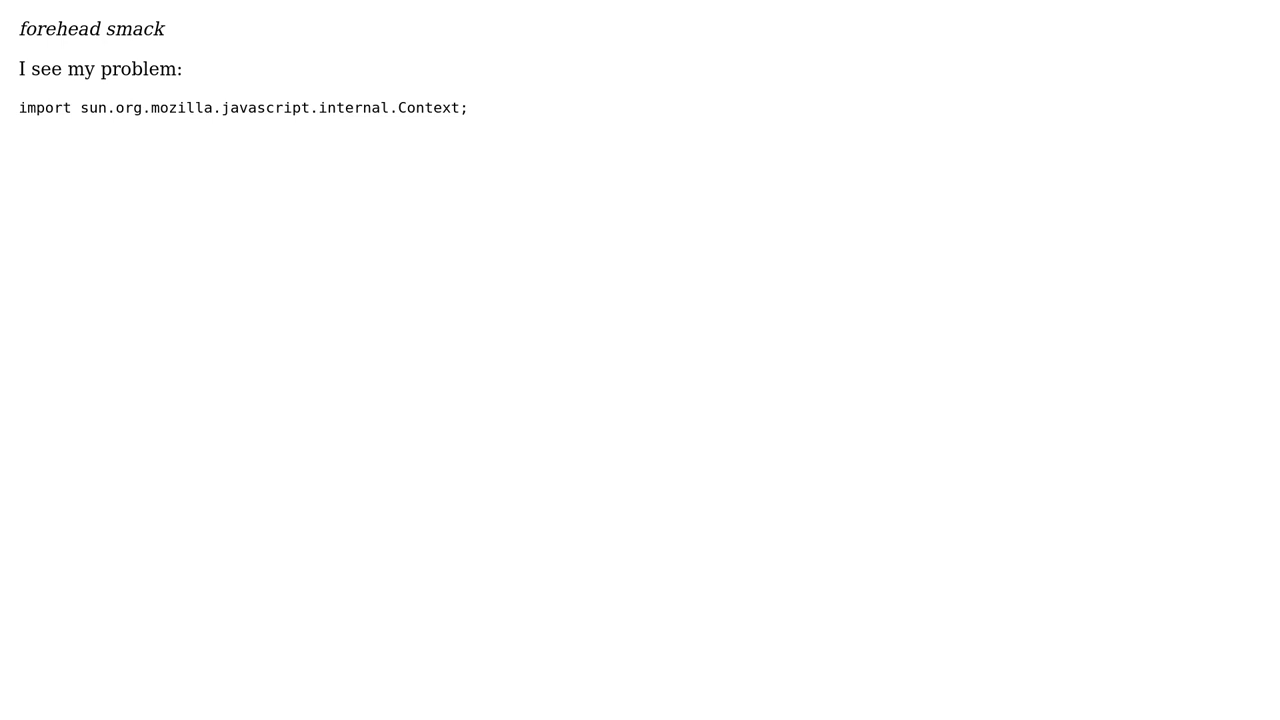 forehead smack
I see my problem:
import sun.org.mozilla.javascript.internal.Context;